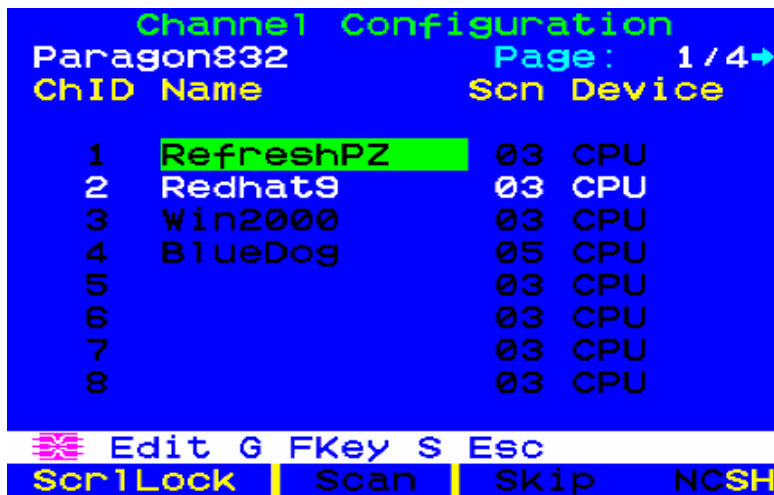 Channel Configuration
Paragon832 Page: 1/4→
ChID Name Scn Device
1 RefreshPZ 03 CPU
2 Redhat9 03 CPU
3 Win2000 03 CPU
4 BlueDog 05 CPU
5 03 CPU
6 03 CPU
7 03 CPU
8 03 CPU
Edit G FKey S Esc
ScrlLock Scan Skip NCSH